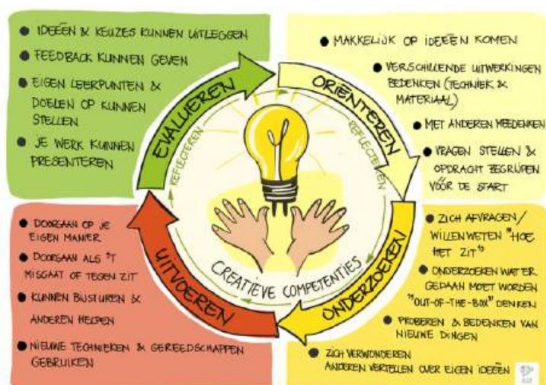 IDEEËN & KEUZES KUNNEN UITLEGGEN
FEEDBACK KUNNEN GEVEN
EIGEN LEERPUNTEN &
DOELEN OP KUNNEN
STELLEN
JE WERK KUNNEN
PRESENTEREN
MAKKELIJK OP IDEEËN KOMEN
VERSCHILLENDE UITWERKINGEN
BEDENKEN (TECHNIEK &
MATERIAAL)
MET ANDEREN MEEDENKEN
VRAGEN STELLEN &
OPDRACHT BEGRIJPEN
VÓÓR DE START
EVALUEREN
ORIËNTEREN
REFLECTEREN
REFLECTEREN
DOORGAAN OP JE
EIGEN MANIER
DOORGAAN ALS 'T
MISGAAT OF TEGEN ZIT
KUNNEN BIJSTUREN &
ANDEREN HELPEN
NIEUWE TECHNIEKEN & GEREEDSCHAPPEN
GEBRUIKEN
UITVOEREN
CREATIEVE COMPETENTIES
ONDERZOEKEN
ZICH AFVRAGEN/
WILLEN WETEN "HOE
HET ZIT"
ONDERZOEKEN WAT ER
GEDAAN MOET WORDEN
"OUT-OF-THE-BOX" DENKEN
PROBEREN & BEDENKEN VAN
NIEUWE DINGEN
ZICH VERWONDEREN
ANDEREN VERTELLEN OVER EIGEN IDEEËN